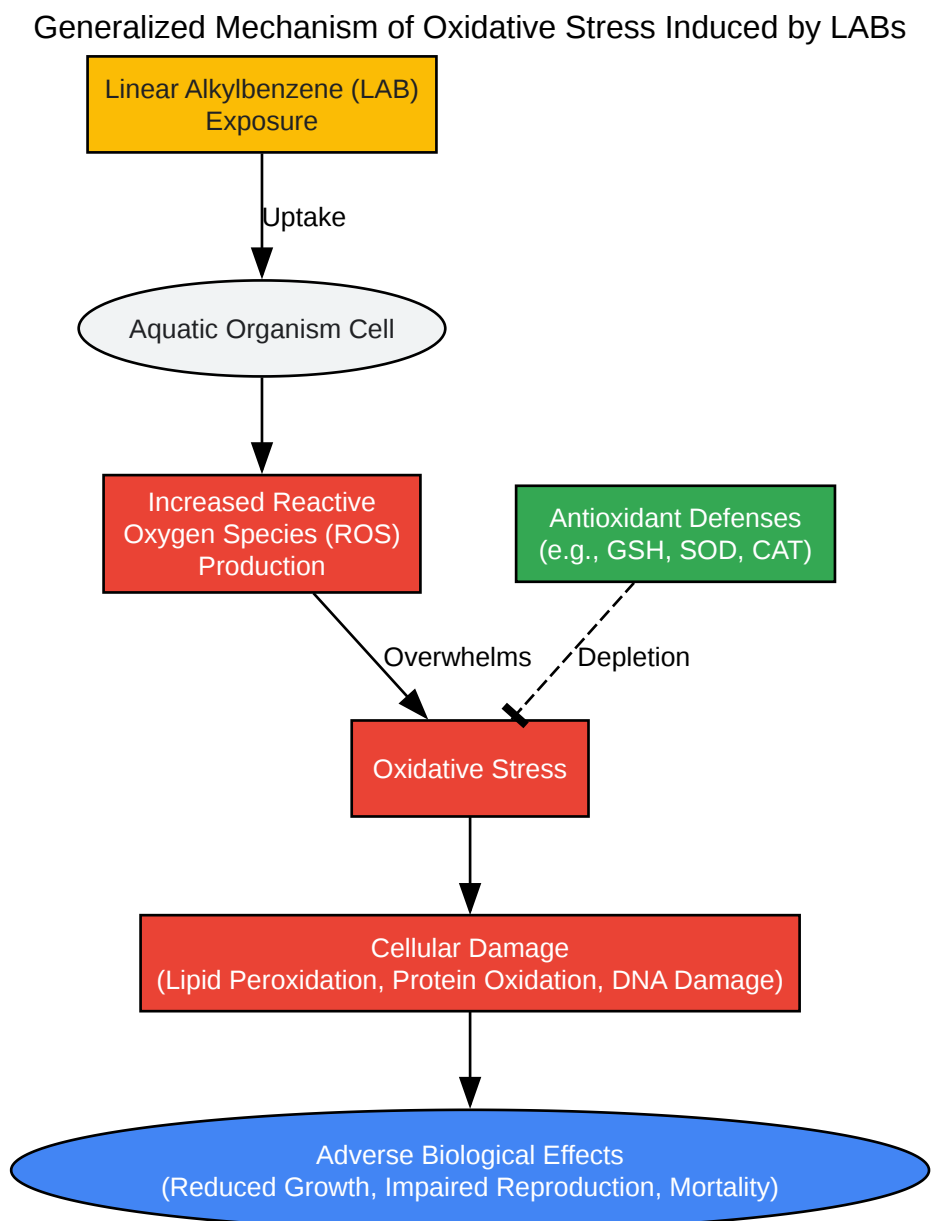 Generalized Mechanism of Oxidative Stress Induced by LABs
Linear Alkylbenzene (LAB)
Exposure
Uptake
Aquatic Organism Cell
Increased Reactive
Oxygen Species (ROS)
Production
Antioxidant Defenses
(e.g., GSH, SOD, CAT)
Overwhelms
Depletion
Oxidative Stress
Cellular Damage
(Lipid Peroxidation, Protein Oxidation, DNA Damage)
Adverse Biological Effects
(Reduced Growth, Impaired Reproduction, Mortality)